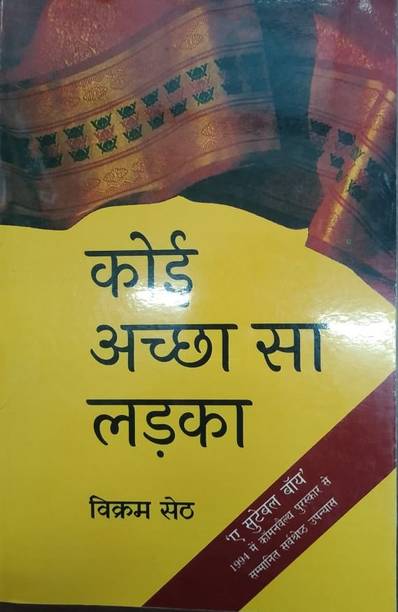 कोई
अच्छा सा
लड़का
विक्रम सेठ
'ए सुटेबल बॉय'
1994 में कॉमनवैल्थ पुरस्कार से
सम्मानित सर्वश्रेष्ठ उपन्यास